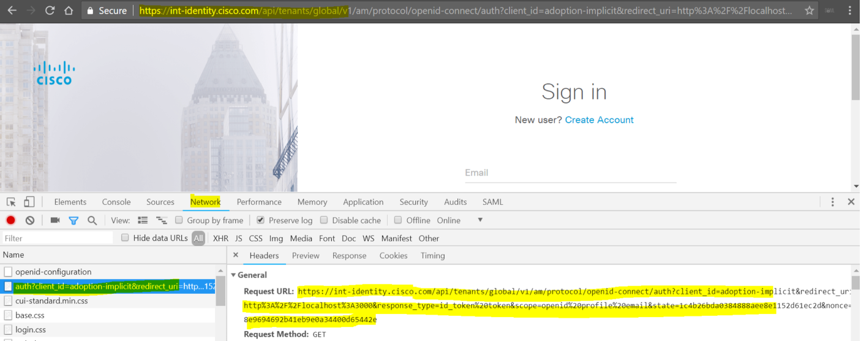 Secure https://int-identity.cisco.com/api/tenants/global/v1/am/protocol/openid-connect/auth?client_id=adoption-implicit&redirect_uri=http%3A%2F%2Flocalhost...
CISCO
Sign in
New user? Create Account
Email
Elements Console Sources Network Performance Memory Application Security Audits SAML
View: Group by frame Preserve log Disable cache Offline Online
Filter Hide data URLs All XHR JS CSS Img Media Font Doc WS Manifest Other
Name
Headers Preview Response Cookies Timing
openid-configuration
auth?client_id=adoption-implicit&redirect_uri=http...152
cui-standard.min.css
base.css
login.css
General
Request URL: https://int-identity.cisco.com/api/tenants/global/v1/am/protocol/openid-connect/auth?client_id=adoption-implicit&redirect_uri
http%3A%2F%2Flocalhost%3A3000&response_type=id_token%20token&scope=openid%20profile%20email&state=1c4b26bda0384888aee8e1152d61ec2d&nonce=
8e9694692b41eb9e0a34400d65442e
Request Method: GET